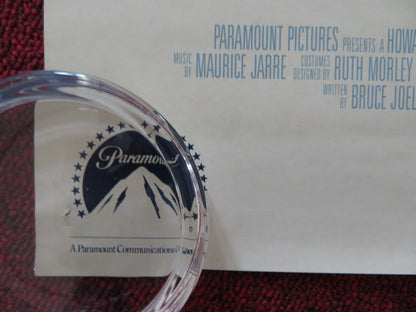 PARAMOUNT PICTURES PRESENTS A HOWA
MUSIC BY MAURICE JARRE COSTUMES DESIGNED BY RUTH MORLEY
WRITTEN BY BRUCE JOEL
Paramount
A Paramount Communications